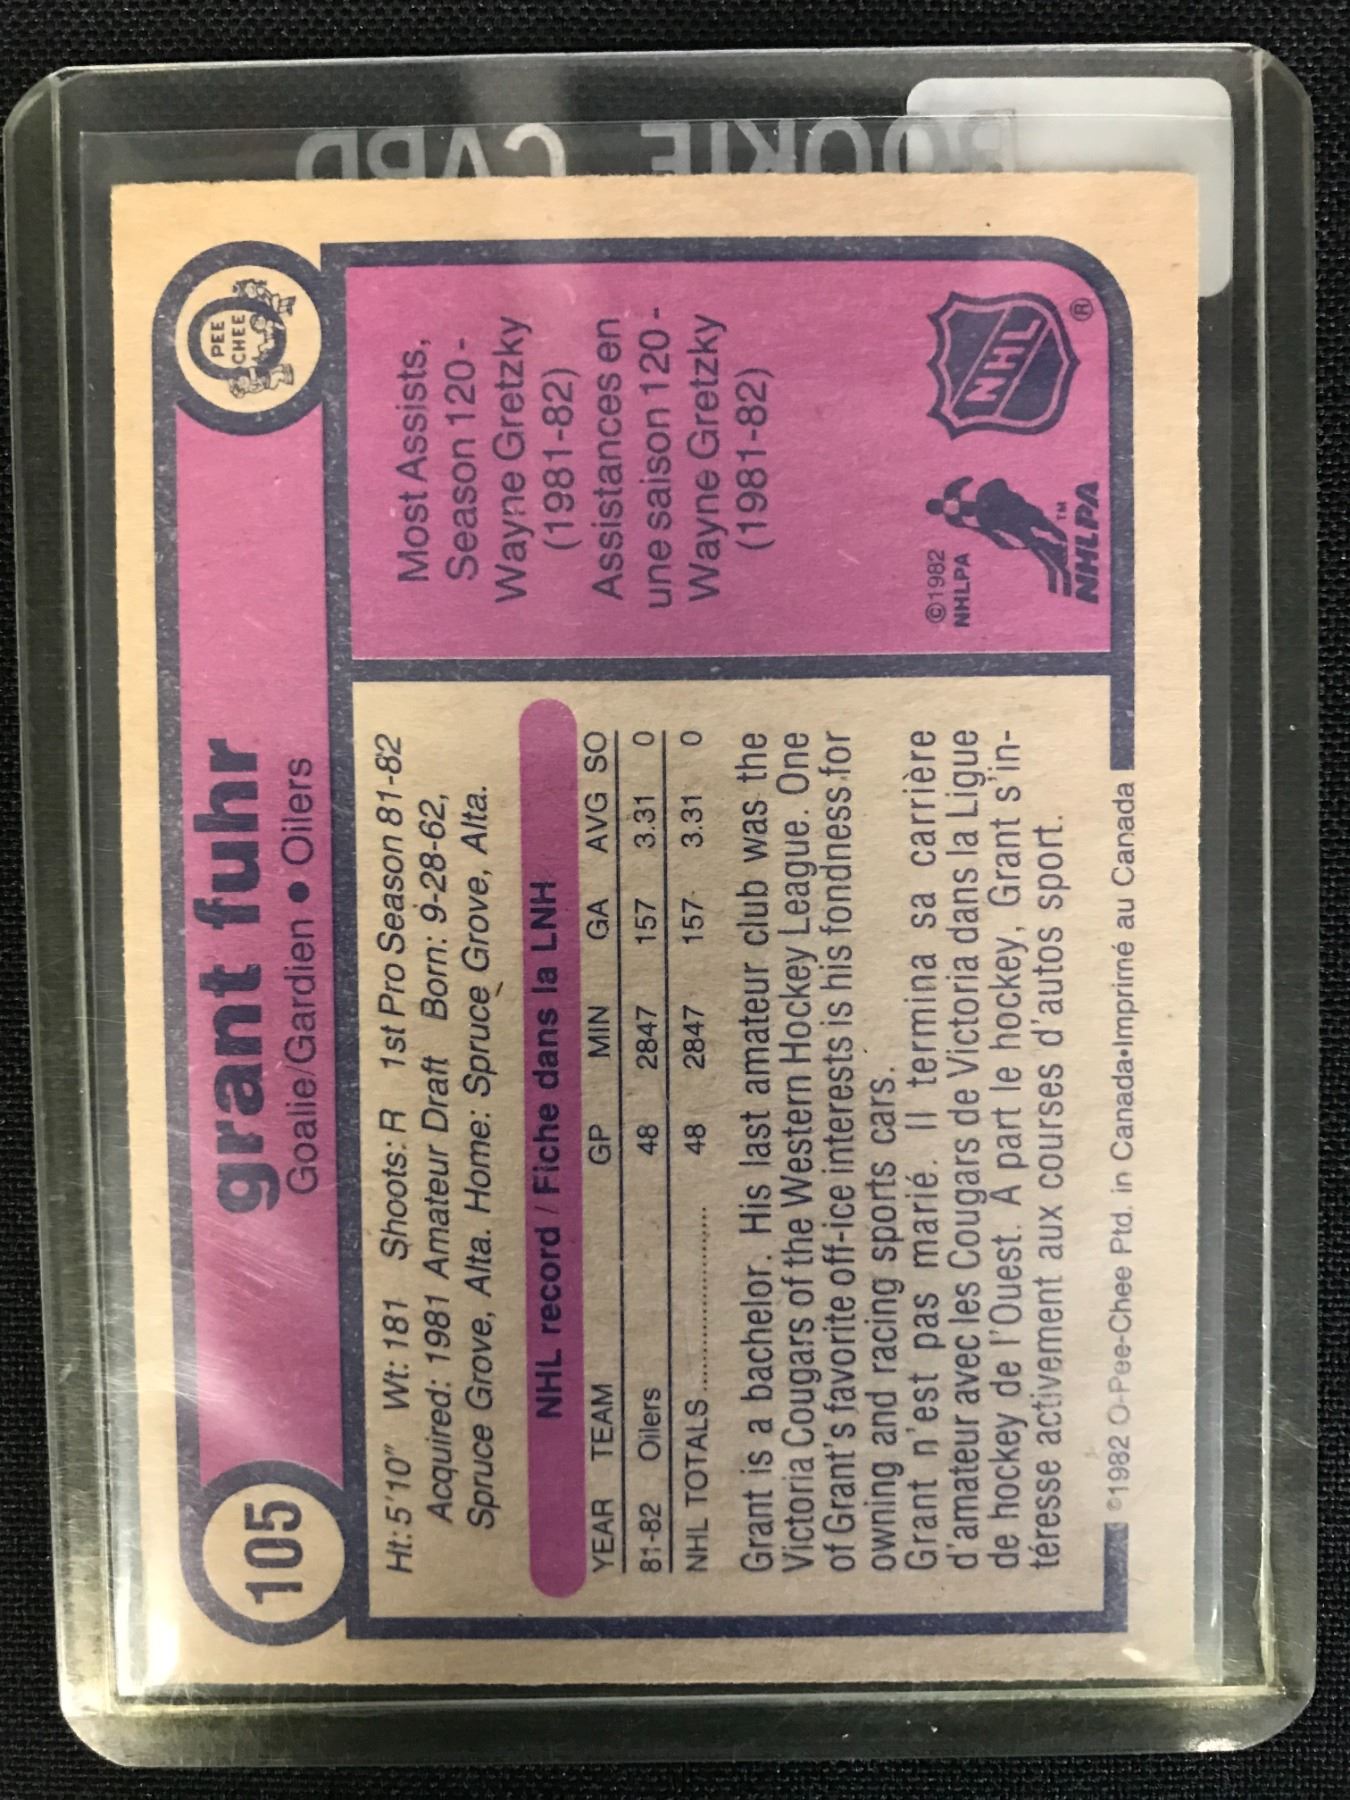 ROOKIE CARD
105
grant fuhr
Goalie/Gardien • Oilers
O
PEE
CHEE
Ht: 5'10" Wt: 181 Shoots: R 1st Pro Season 81-82
Acquired: 1981 Amateur Draft Born: 9-28-62,
Spruce Grove, Alta. Home: Spruce Grove, Alta.
NHL record / Fiche dans la LNH
YEAR TEAM GP MIN GA AVG SO
81-82 Oilers 48 2847 157 3.31 0
NHL TOTALS .................... 48 2847 157 3.31 0
Grant is a bachelor. His last amateur club was the
Victoria Cougars of the Western Hockey League. One
of Grant's favorite off-ice interests is his fondness for
owning and racing sports cars.
Grant n'est pas marié. Il termina sa carrière
d'amateur avec les Cougars de Victoria dans la Ligue
de hockey de l'Ouest. A part le hockey, Grant s'in-
téresse activement aux courses d'autos sport.
©1982 O-Pee-Chee Ptd. in Canada•Imprimé au Canada
Most Assists,
Season 120 -
Wayne Gretzky
(1981-82)
Assistances en
une saison 120 -
Wayne Gretzky
(1981-82)
©1982
NHLPA
TM
NHLPA
NHL
®